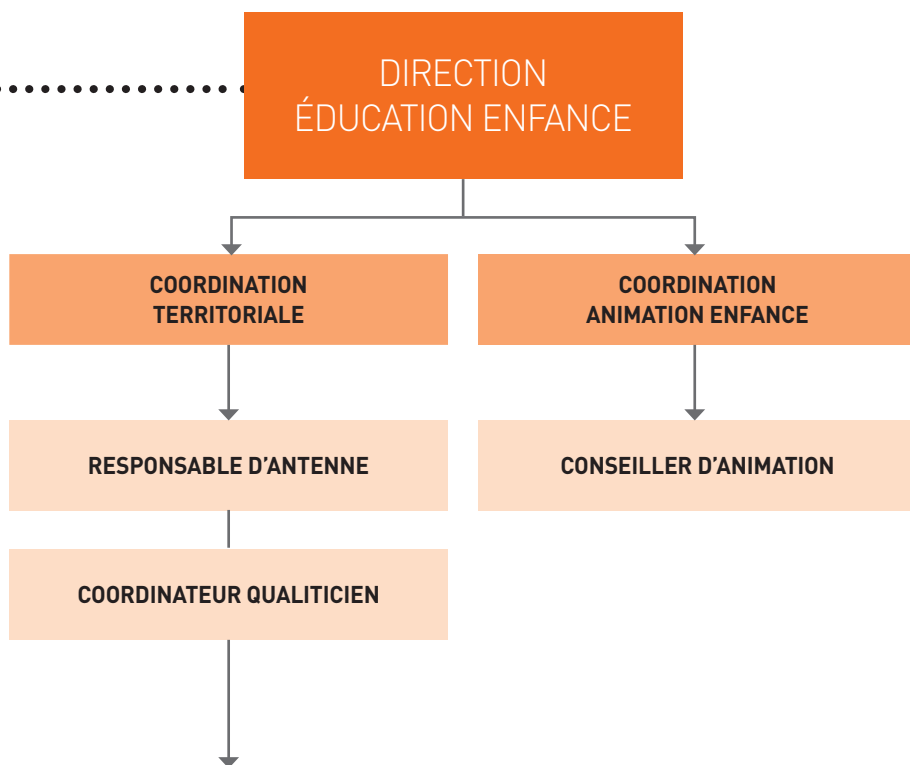 DIRECTION
ÉDUCATION ENFANCE
COORDINATION
TERRITORIALE
COORDINATION
ANIMATION ENFANCE
RESPONSABLE D’ANTENNE
CONSEILLER D’ANIMATION
COORDINATEUR QUALITICIEN